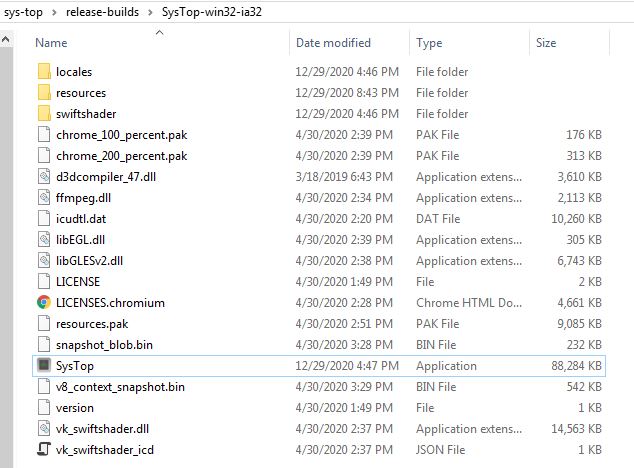 sys-top › release-builds › SysTop-win32-ia32
Name Date modified Type Size
locales 12/29/2020 4:46 PM File folder
resources 12/29/2020 8:43 PM File folder
swiftshader 12/29/2020 4:46 PM File folder
chrome_100_percent.pak 4/30/2020 2:39 PM PAK File 176 KB
chrome_200_percent.pak 4/30/2020 2:39 PM PAK File 313 KB
d3dcompiler_47.dll 3/18/2019 6:43 PM Application extens... 3,610 KB
ffmpeg.dll 4/30/2020 2:34 PM Application extens... 2,113 KB
icudtl.dat 4/30/2020 2:20 PM DAT File 10,260 KB
libEGL.dll 4/30/2020 2:39 PM Application extens... 305 KB
libGLESv2.dll 4/30/2020 2:38 PM Application extens... 6,743 KB
LICENSE 4/30/2020 1:49 PM File 2 KB
LICENSES.chromium 4/30/2020 2:28 PM Chrome HTML Do... 4,661 KB
resources.pak 4/30/2020 2:51 PM PAK File 9,085 KB
snapshot_blob.bin 4/30/2020 3:28 PM BIN File 232 KB
SysTop 12/29/2020 4:47 PM Application 88,284 KB
v8_context_snapshot.bin 4/30/2020 3:29 PM BIN File 542 KB
version 4/30/2020 1:49 PM File 1 KB
vk_swiftshader.dll 4/30/2020 2:37 PM Application extens... 14,563 KB
vk_swiftshader_icd 4/30/2020 2:37 PM JSON File 1 KB